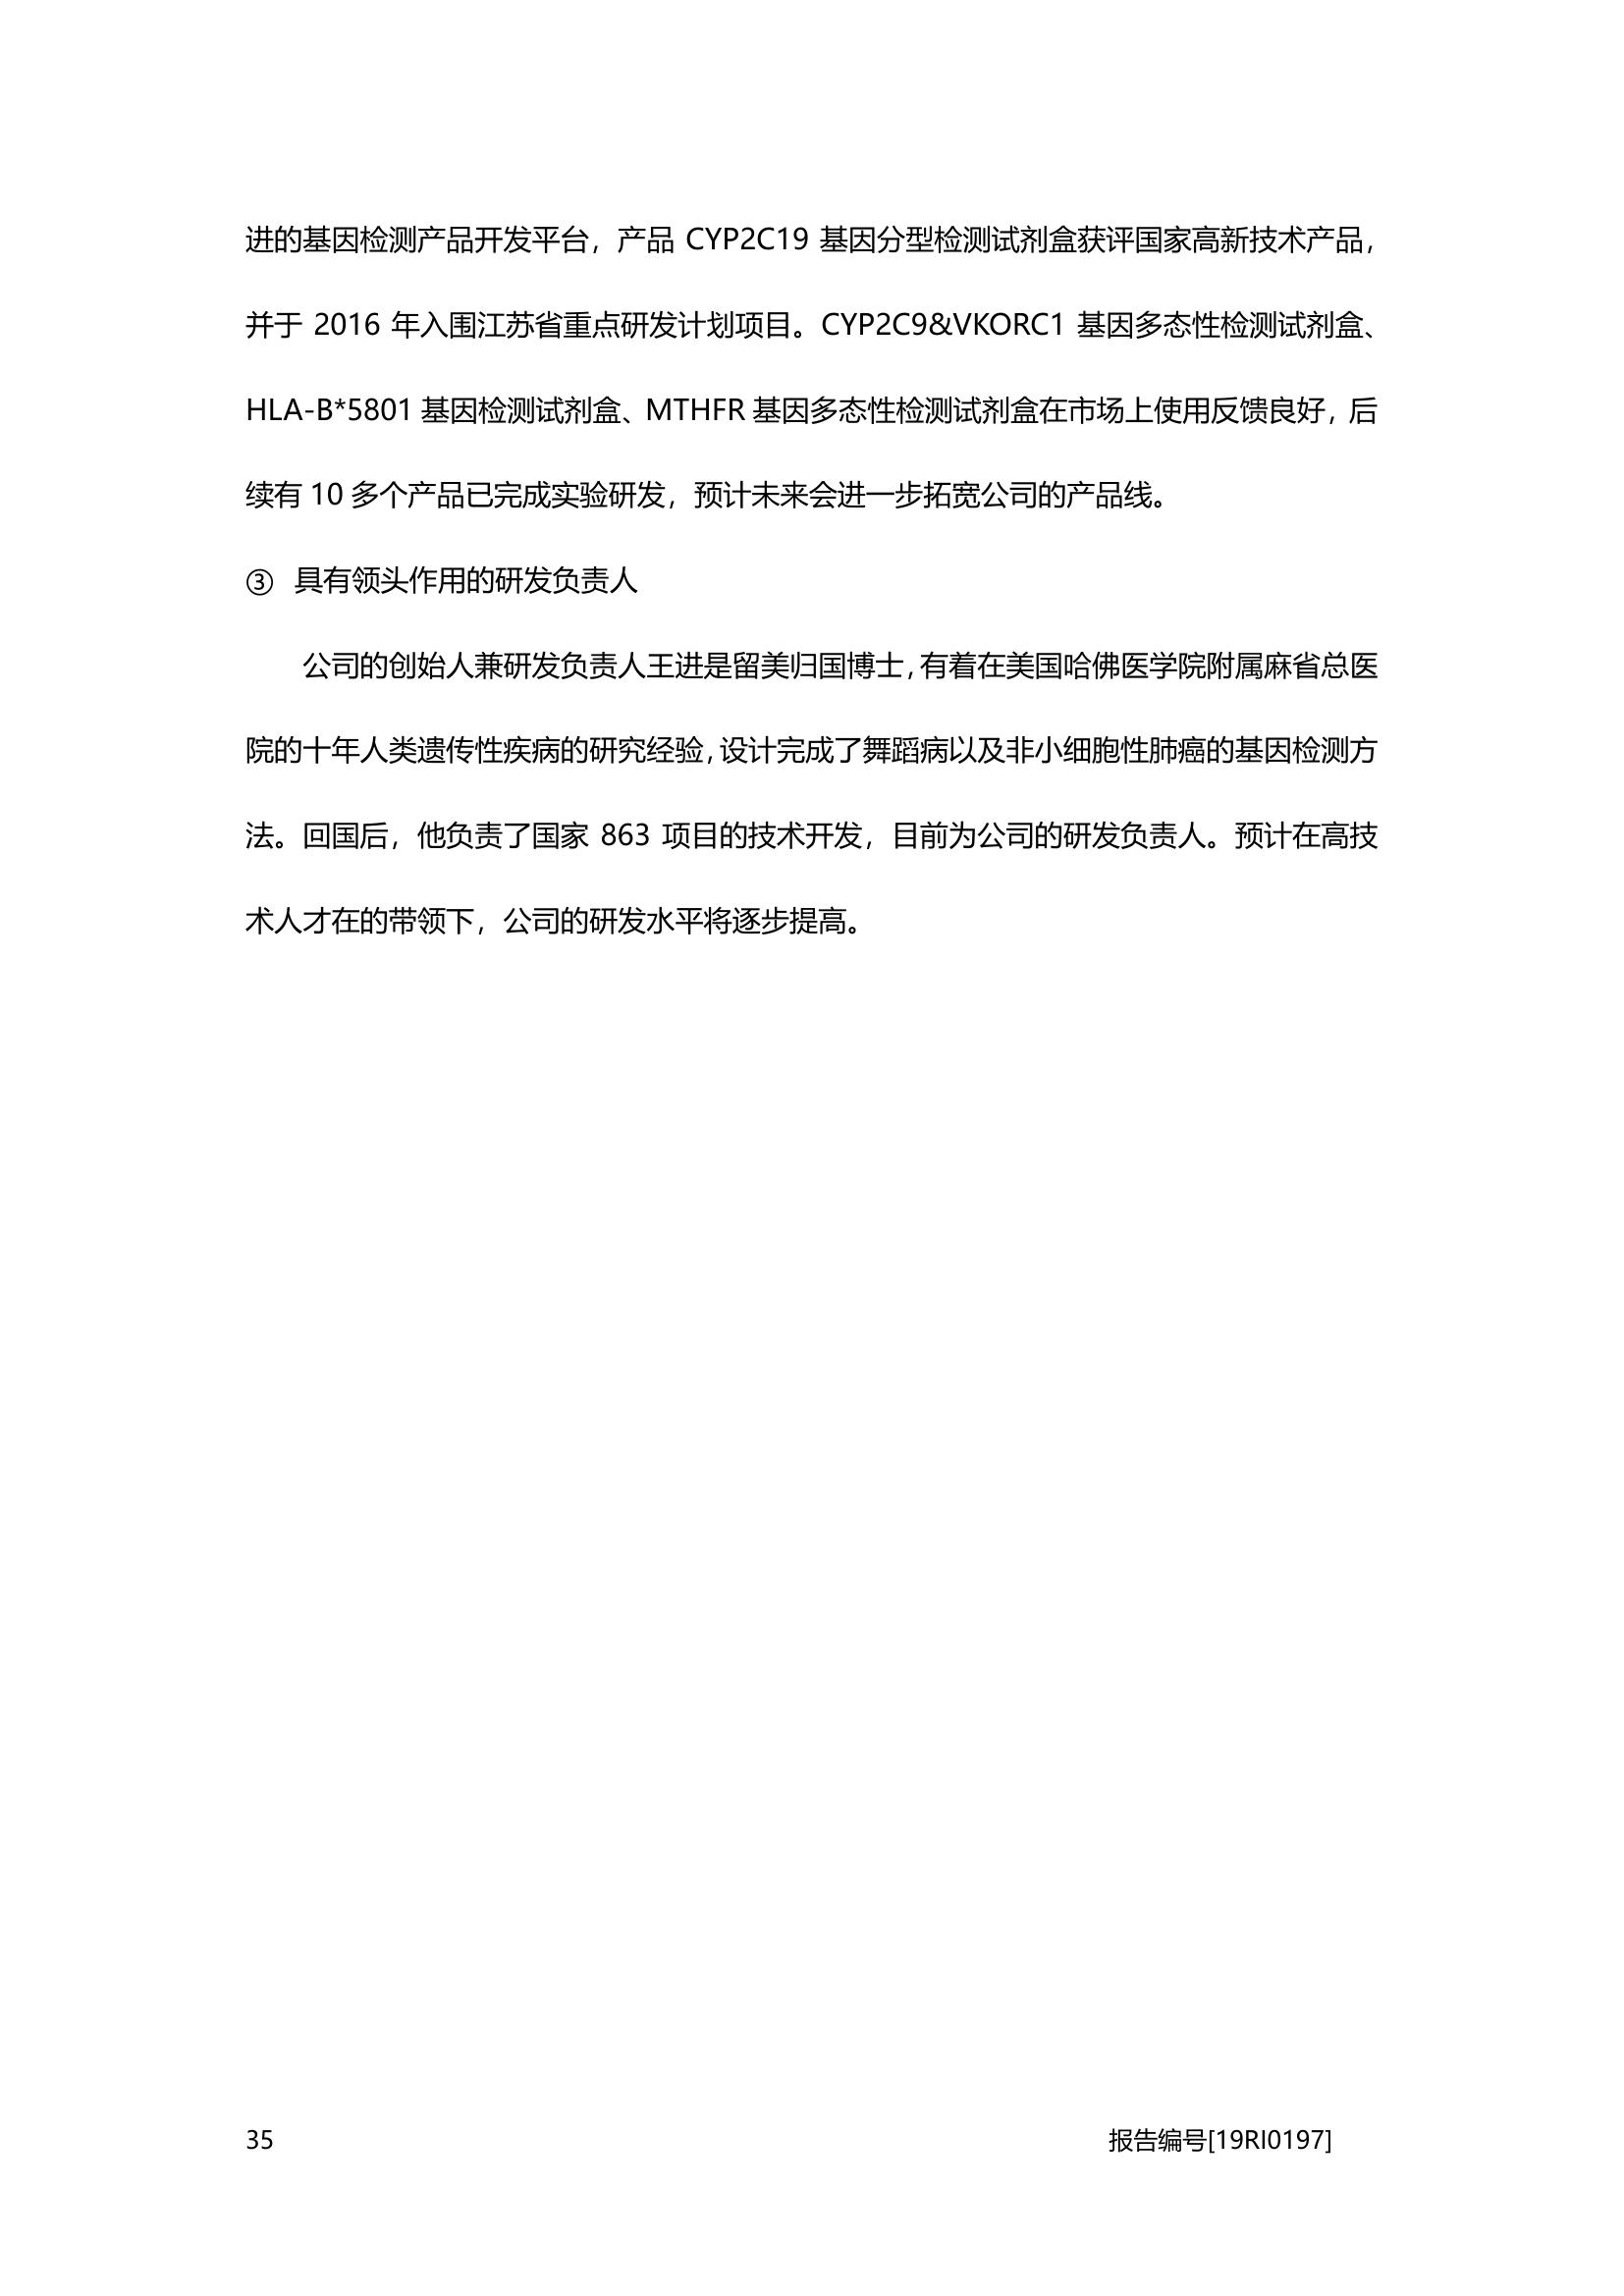 进的基因检测产品开发平台，产品 CYP2C19 基因分型检测试剂盒获评国家高新技术产品，
并于 2016 年入围江苏省重点研发计划项目。CYP2C9&VKORC1 基因多态性检测试剂盒、
HLA-B*5801 基因检测试剂盒、MTHFR 基因多态性检测试剂盒在市场上使用反馈良好，后
续有 10 多个产品已完成实验研发，预计未来会进一步拓宽公司的产品线。
③ 具有领头作用的研发负责人
公司的创始人兼研发负责人王进是留美归国博士，有着在美国哈佛医学院附属麻省总医
院的十年人类遗传性疾病的研究经验，设计完成了舞蹈病以及非小细胞性肺癌的基因检测方
法。回国后，他负责了国家 863 项目的技术开发，目前为公司的研发负责人。预计在高技
术人才在的带领下，公司的研发水平将逐步提高。
35 报告编号[19RI0197]